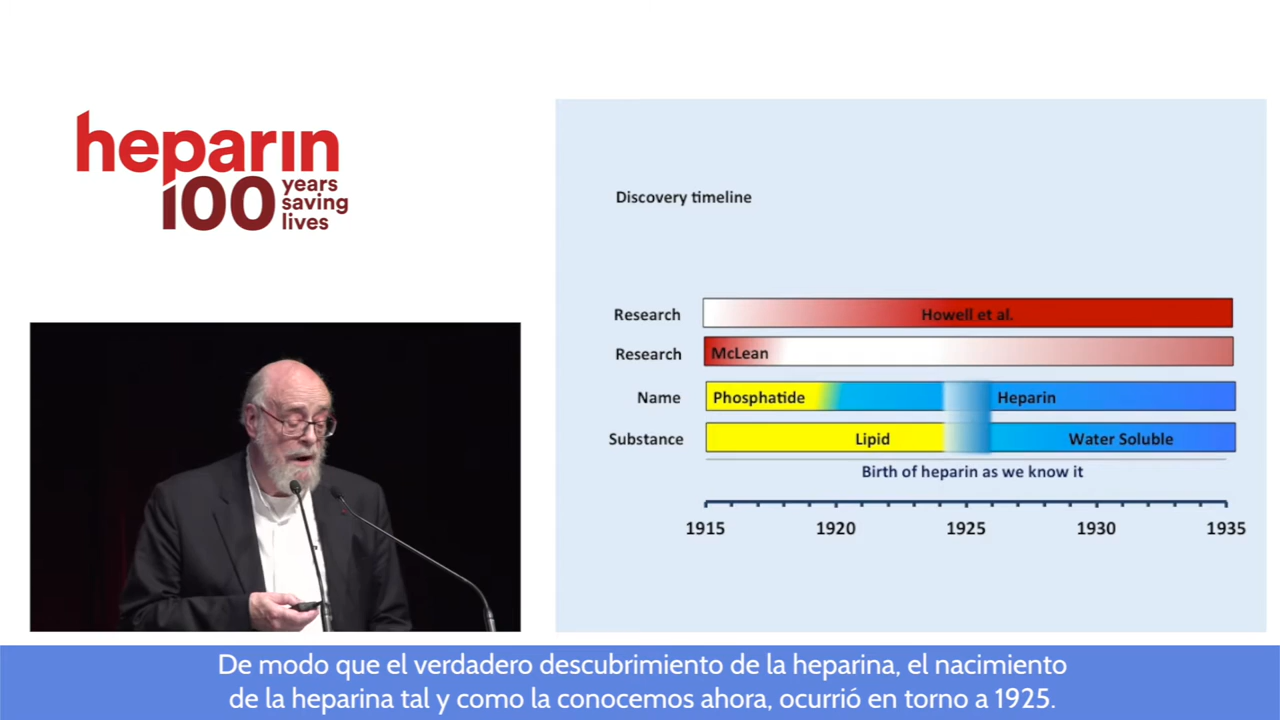 heparin
100 years
saving
lives
Discovery timeline
Research Howell et al.
Research McLean
Name Phosphatide Heparin
Substance Lipid Water Soluble
Birth of heparin as we know it
1915 1920 1925 1930 1935
De modo que el verdadero descubrimiento de la heparina, el nacimiento
de la heparina tal y como la conocemos ahora, ocurrió en torno a 1925.